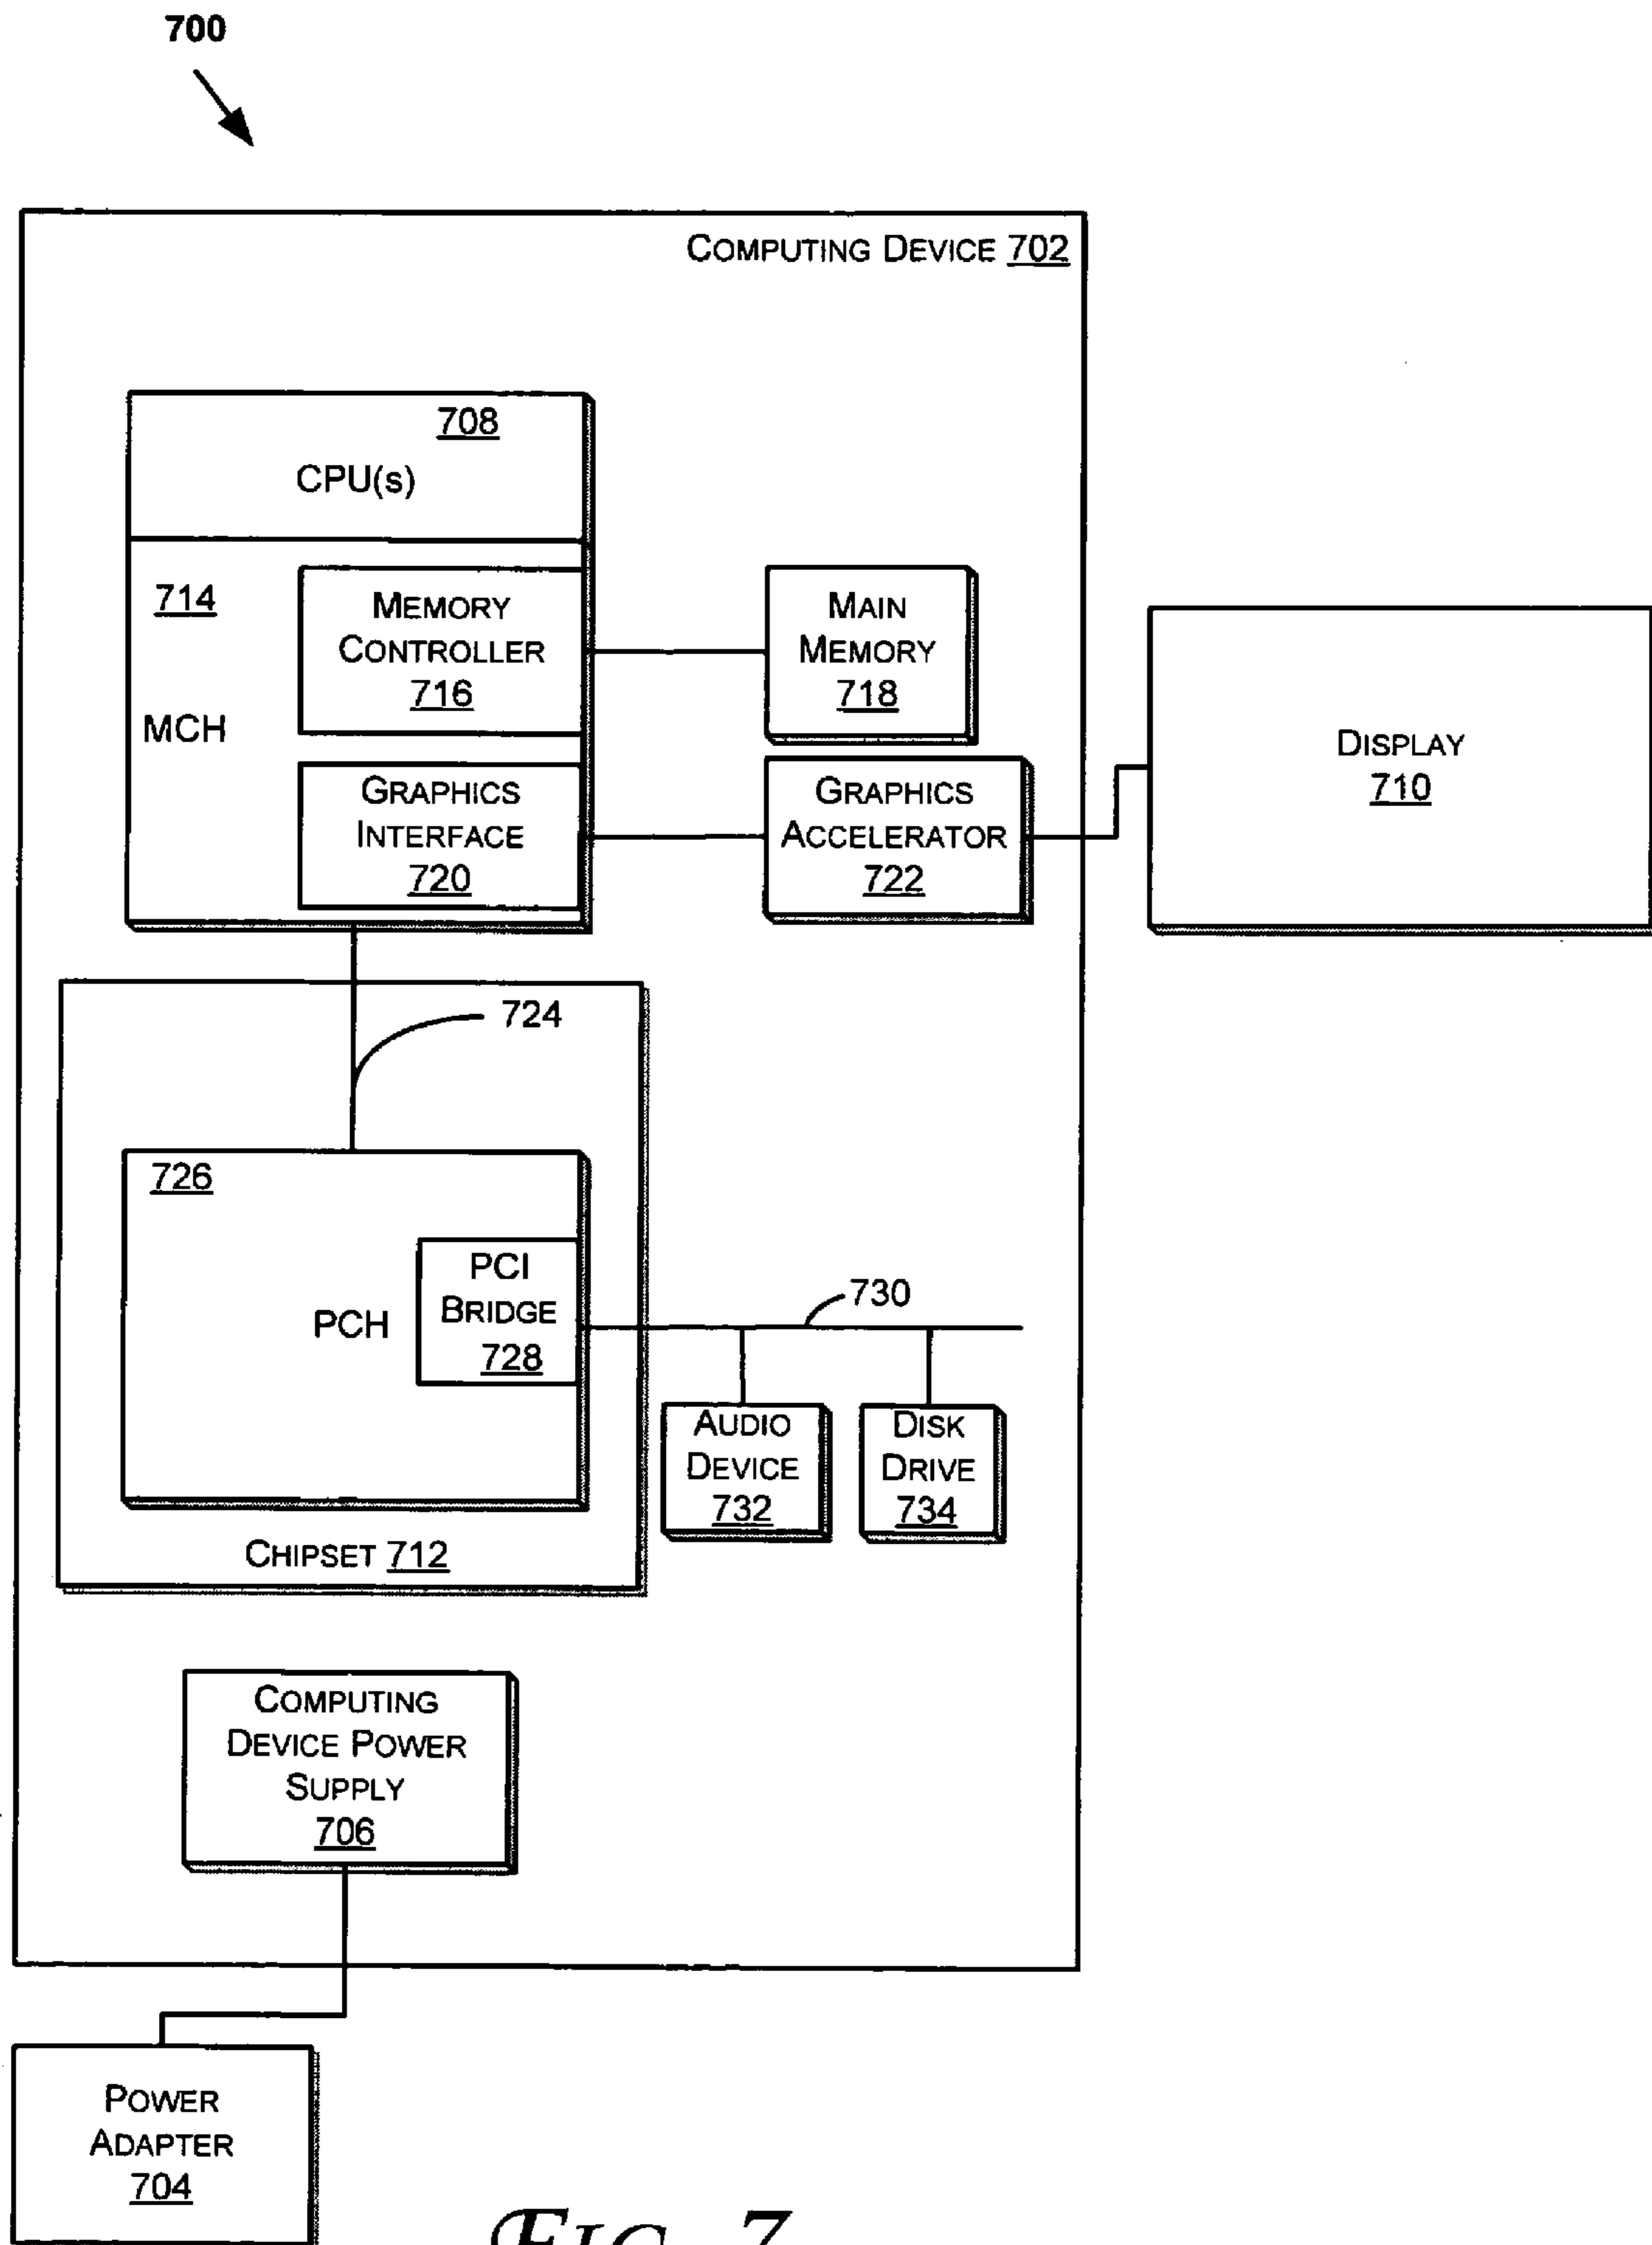 700
COMPUTING DEVICE 702
708
CPU(s)
714
MCH
MEMORY
CONTROLLER
716
MAIN
MEMORY
718
GRAPHICS
INTERFACE
720
GRAPHICS
ACCELERATOR
722
DISPLAY
710
724
726
PCH
PCI
BRIDGE
728
730
AUDIO
DEVICE
732
DISK
DRIVE
734
CHIPSET 712
COMPUTING
DEVICE POWER
SUPPLY
706
POWER
ADAPTER
704
FIG. 7